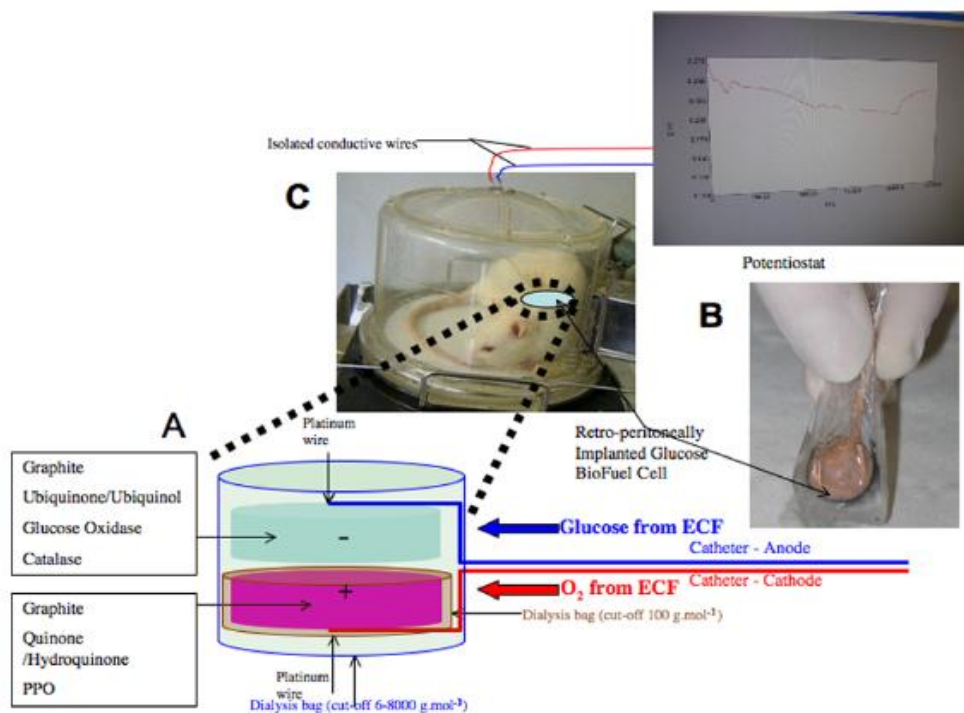 Isolated conductive wires
C
Potentiostat
B
Retro-peritoneally
Implanted Glucose
BioFuel Cell
A
Platinum
wire
Graphite
Ubiquinone/Ubiquinol
Glucose Oxidase
Catalase
-
Glucose from ECF
Catheter - Anode
+
O₂ from ECF
Catheter - Cathode
Dialysis bag (cut-off 100 g.mol⁻¹)
Graphite
Quinone
/Hydroquinone
PPO
Platinum
wire
Dialysis bag (cut-off 6-8000 g.mol⁻¹)